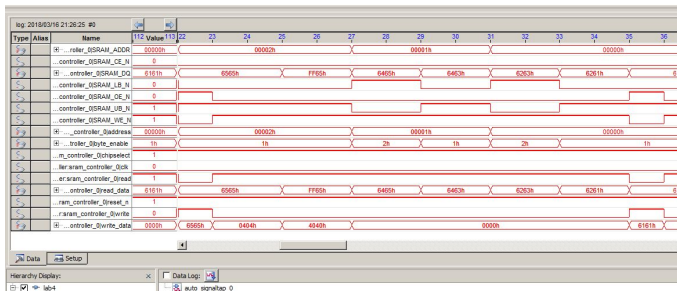 log: 2018/03/16 21:26:25 #0
Type Alias Name 112 Value 113 22 23 24 25 26 27 28 29 30 31 32 33 34 35 36
...roller_0|SRAM_ADDR 00000h 00002h 00001h 00000h
...controller_0|SRAM_CE_N 0
...ontroller_0|SRAM_DQ 6161h 6565h FF65h 6465h 6463h 6263h 6261h 6
...controller_0|SRAM_LB_N 0
...controller_0|SRAM_OE_N 0
...controller_0|SRAM_UB_N 1
...controller_0|SRAM_WE_N 1
..._controller_0|address 00000h 00002h 00001h 00000h
...troller_0|byte_enable 1h 1h 2h 1h 2h 1h
...m_controller_0|chipselect 1
...ller:sram_controller_0|clk 0
...er:sram_controller_0|read 1
...ontroller_0|read_data 6161h 6565h FF65h 6465h 6463h 6263h 6261h 6
...ram_controller_0|reset_n 1
...r:sram_controller_0|write 0
...ontroller_0|write_data 0000h 6565h 0404h 4040h 0000h 6161h
Data Setup
Hierarchy Display: × Data Log:
lab4 auto_signaltap_0